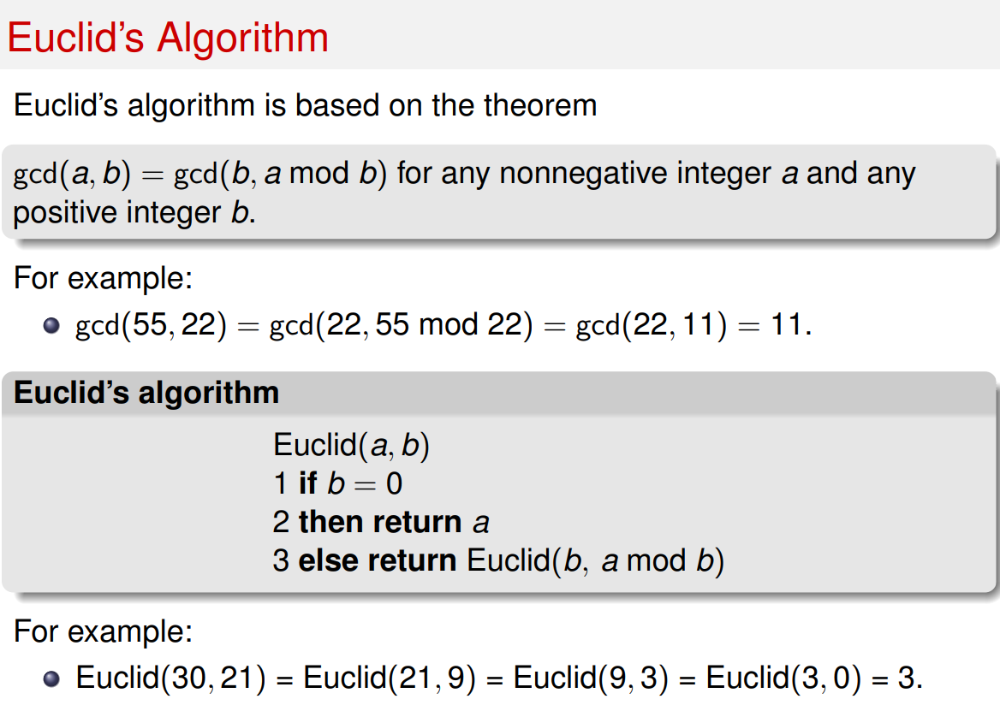 Euclid's Algorithm
Euclid's algorithm is based on the theorem
gcd(a, b) = gcd(b, a mod b) for any nonnegative integer a and any
positive integer b.
For example:
gcd(55, 22) = gcd(22, 55 mod 22) = gcd(22, 11) = 11.
Euclid's algorithm
Euclid(a, b)
1 if b = 0
2 then return a
3 else return Euclid(b, a mod b)
For example:
Euclid(30, 21) = Euclid(21, 9) = Euclid(9, 3) = Euclid(3, 0) = 3.